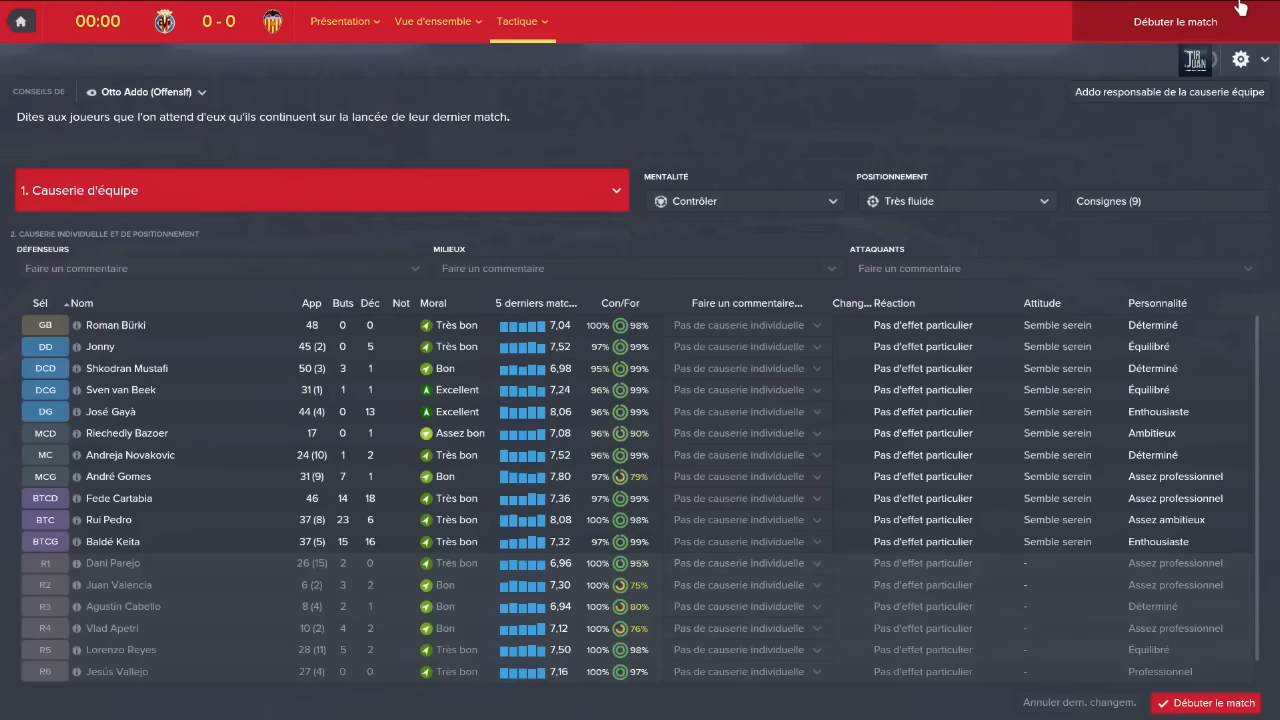 00:00 0 - 0 Présentation Vue d'ensemble Tactique Débuter le match
CONSEILS DE Otto Addo (Offensif) Addo responsable de la causerie équipe
Dites aux joueurs que l'on attend d'eux qu'ils continuent sur la lancée de leur dernier match.
1. Causerie d'équipe
MENTALITÉ POSITIONNEMENT
Contrôler Très fluide Consignes (9)
2. CAUSERIE INDIVIDUELLE ET DE POSITIONNEMENT
DÉFENSEURS MILIEUX ATTAQUANTS
Faire un commentaire Faire un commentaire Faire un commentaire
Sél Nom App Buts Déc Not Moral 5 derniers matc... Con/For Faire un commentaire... Chang... Réaction Attitude Personnalité
GB Roman Bürki 48 0 0 Très bon 7,04 100% 98% Pas de causerie individuelle Pas d'effet particulier Semble serein Déterminé
DD Jonny 45 (2) 0 5 Très bon 7,52 97% 99% Pas de causerie individuelle Pas d'effet particulier Semble serein Équilibré
DCD Shkodran Mustafi 50 (3) 3 1 Bon 6,98 95% 99% Pas de causerie individuelle Pas d'effet particulier Semble serein Déterminé
DCG Sven van Beek 31 (1) 1 1 Excellent 7,24 96% 99% Pas de causerie individuelle Pas d'effet particulier Semble serein Équilibré
DG José Gayà 44 (4) 0 13 Excellent 8,06 96% 99% Pas de causerie individuelle Pas d'effet particulier Semble serein Enthousiaste
MCD Riechedly Bazoer 17 0 1 Assez bon 7,08 96% 90% Pas de causerie individuelle Pas d'effet particulier Semble serein Ambitieux
MC Andreja Novakovic 24 (10) 1 2 Très bon 7,52 96% 99% Pas de causerie individuelle Pas d'effet particulier Semble serein Déterminé
MCG André Gomes 31 (9) 7 1 Bon 7,80 97% 79% Pas de causerie individuelle Pas d'effet particulier Semble serein Assez professionnel
BTCD Fede Cartabia 46 14 18 Très bon 7,36 97% 99% Pas de causerie individuelle Pas d'effet particulier Semble serein Assez professionnel
BTC Rui Pedro 37 (8) 23 6 Très bon 8,08 100% 98% Pas de causerie individuelle Pas d'effet particulier Semble serein Assez ambitieux
BTCG Baldé Keita 37 (5) 15 16 Très bon 7,32 97% 99% Pas de causerie individuelle Pas d'effet particulier Semble serein Enthousiaste
R1 Dani Parejo 26 (15) 2 0 Très bon 6,96 100% 95% Pas de causerie individuelle Pas d'effet particulier - Assez professionnel
R2 Juan Valencia 6 (2) 3 2 Bon 7,30 100% 75% Pas de causerie individuelle Pas d'effet particulier - Assez professionnel
R3 Agustín Cabello 8 (4) 2 1 Bon 6,94 100% 80% Pas de causerie individuelle Pas d'effet particulier - Déterminé
R4 Vlad Apetri 10 (2) 4 2 Bon 7,12 100% 76% Pas de causerie individuelle Pas d'effet particulier - Assez professionnel
R5 Lorenzo Reyes 28 (11) 5 2 Très bon 7,50 100% 98% Pas de causerie individuelle Pas d'effet particulier - Équilibré
R6 Jesús Vallejo 27 (4) 0 0 Très bon 7,16 100% 97% Pas de causerie individuelle Pas d'effet particulier - Professionnel
Annuler dern. changem. Débuter le match